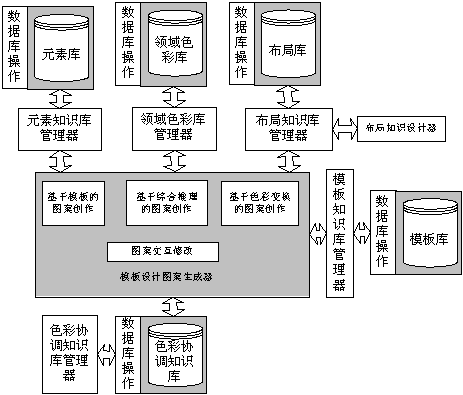 数据库操作
元素库
数据库操作
领域色
彩库
数据库操作
布局库
元素知识库
管理器
领域色彩库
管理器
布局知识库
管理器
布局知识设计器
基于模板的
图案创作
基于综合推理
的图案创作
基于色彩变换
的图案创作
图案交互修改
模板设计图案生成器
模板知识库管理器
数据库操作
模板库
色彩协
调知识
库管理
器
数据库操作
色彩协
调知识
库